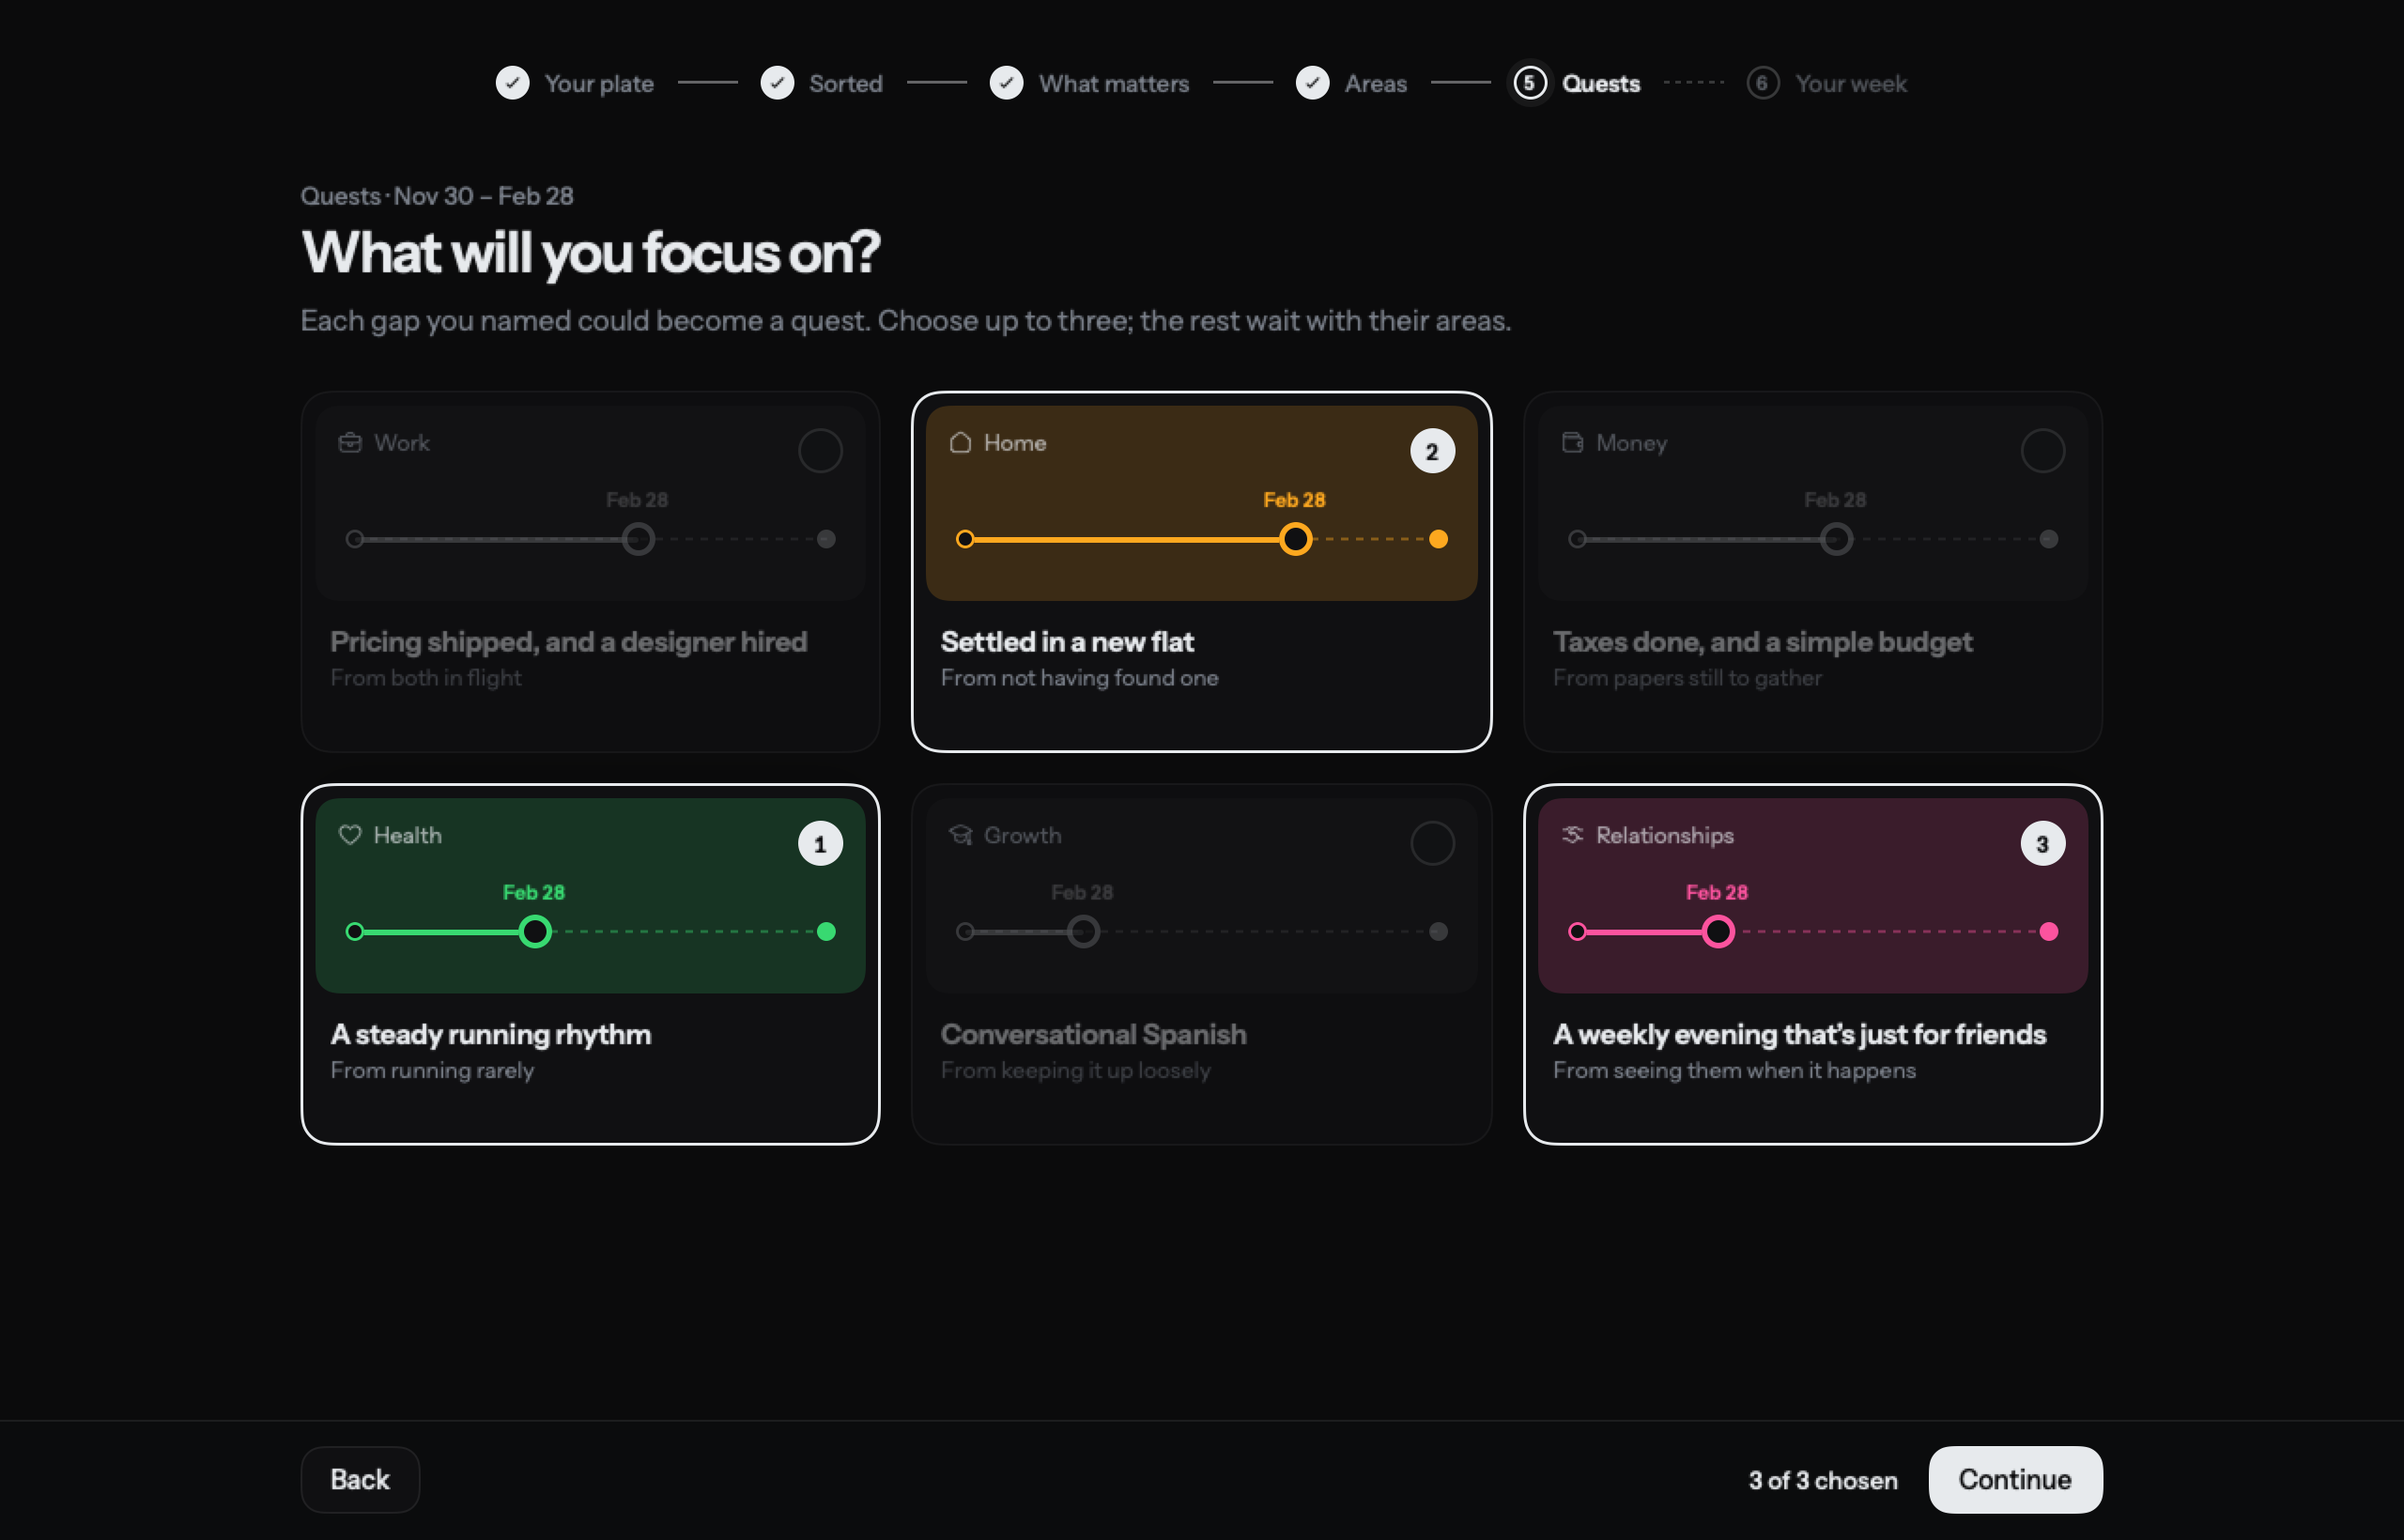 Your plate
Sorted
What matters
Areas
5 Quests
6 Your week
Quests · Nov 30 – Feb 28
What will you focus on?
Each gap you named could become a quest. Choose up to three; the rest wait with their areas.
Work
Feb 28
Pricing shipped, and a designer hired
From both in flight
Home
2
Feb 28
Settled in a new flat
From not having found one
Money
Feb 28
Taxes done, and a simple budget
From papers still to gather
Health
1
Feb 28
A steady running rhythm
From running rarely
Growth
Feb 28
Conversational Spanish
From keeping it up loosely
Relationships
3
Feb 28
A weekly evening that’s just for friends
From seeing them when it happens
Back
3 of 3 chosen
Continue